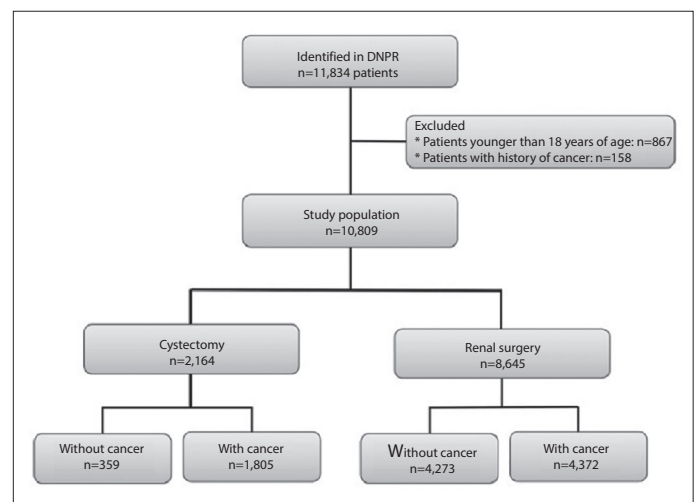 Identified in DNPR
n=11,834 patients
Excluded
* Patients younger than 18 years of age: n=867
* Patients with history of cancer: n=158
Study population
n=10,809
Cystectomy
n=2,164
Renal surgery
n=8,645
Without cancer
n=359
With cancer
n=1,805
Without cancer
n=4,273
With cancer
n=4,372